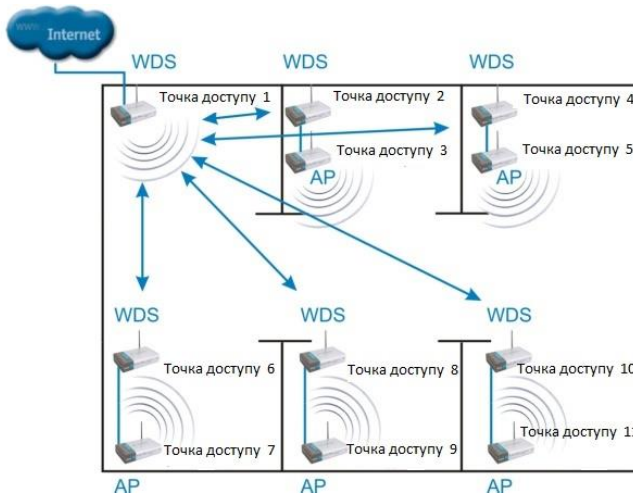 www
Internet
WDS
WDS
WDS
Точка доступу 1
Точка доступу 2
Точка доступу 4
Точка доступу 3
Точка доступу 5
AP
AP
WDS
WDS
WDS
Точка доступу 6
Точка доступу 8
Точка доступу 10
Точка доступу 7
Точка доступу 9
Точка доступу 11
AP
AP
AP